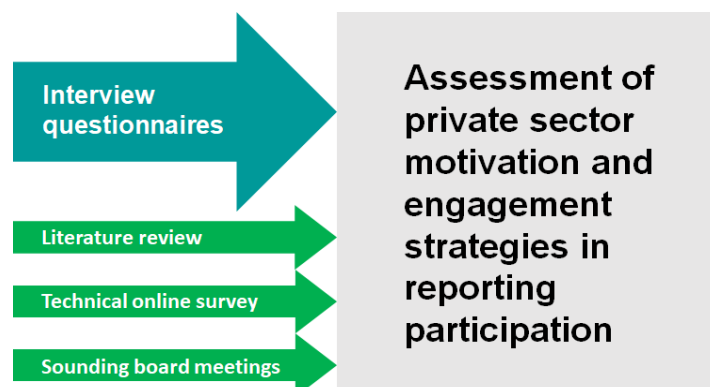 Interview
questionnaires
Literature review
Technical online survey
Sounding board meetings
Assessment of
private sector
motivation and
engagement
strategies in
reporting
participation